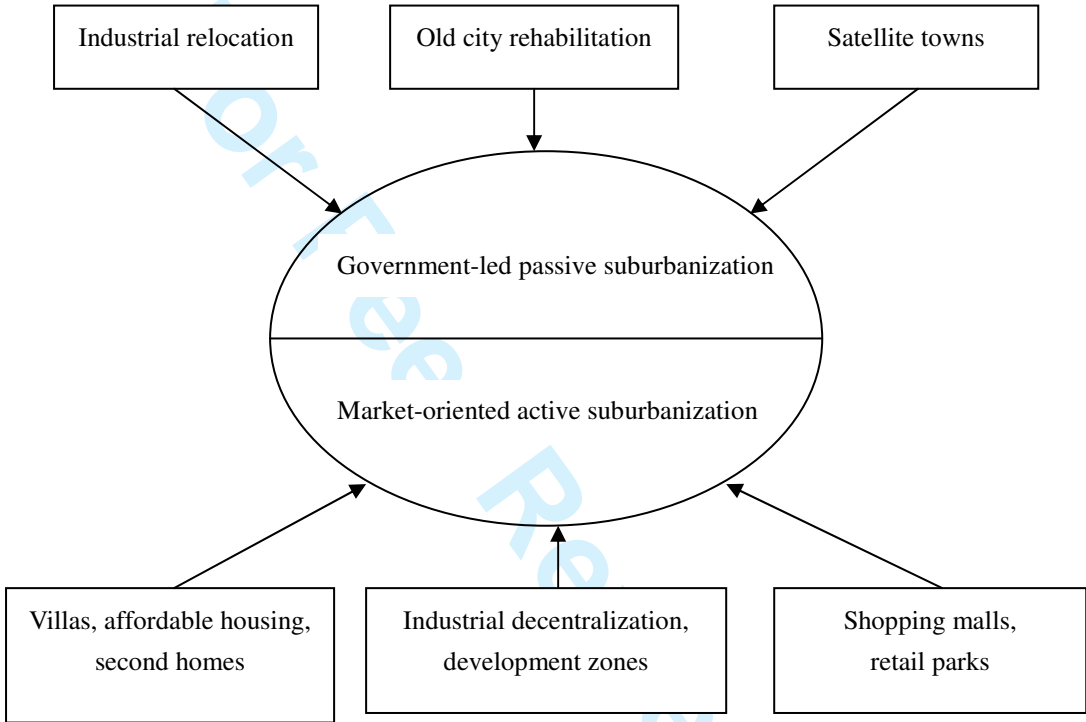 Industrial relocation
Old city rehabilitation
Satellite towns
Government-led passive suburbanization
Market-oriented active suburbanization
Villas, affordable housing,
second homes
Industrial decentralization,
development zones
Shopping malls,
retail parks